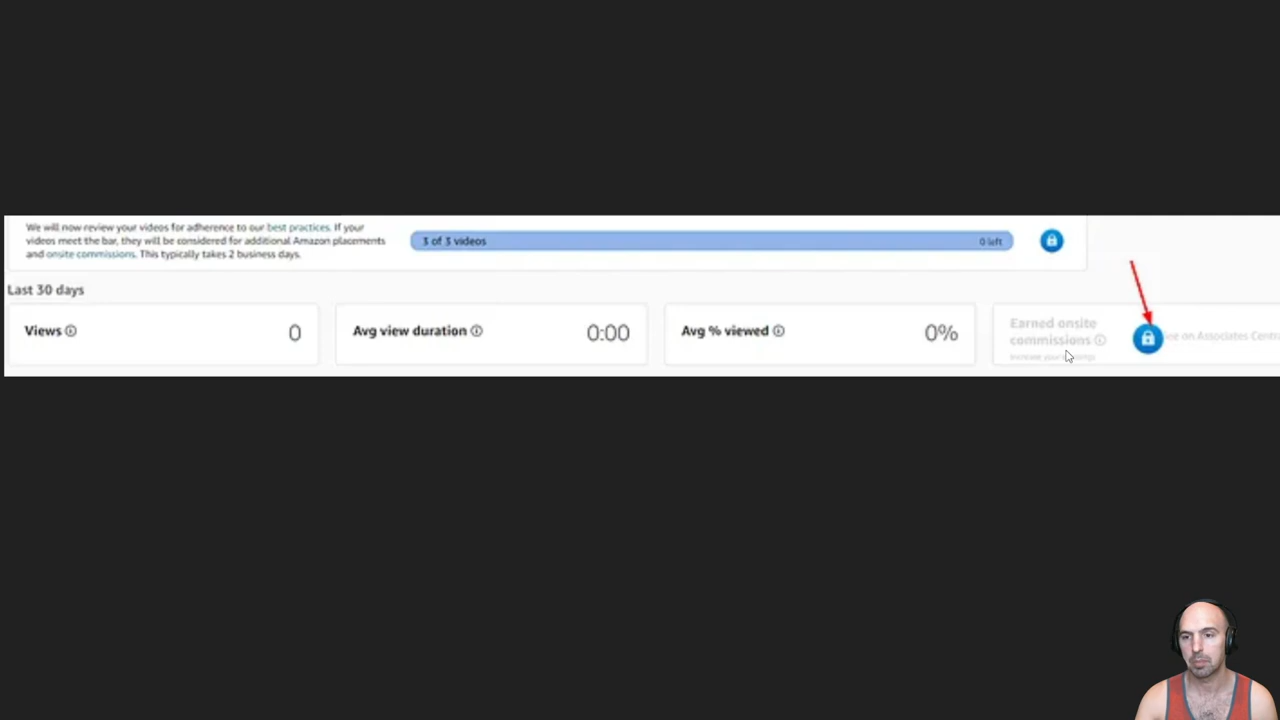 We will now review your videos for adherence to our best practices. If your
videos meet the bar, they will be considered for additional Amazon placements
and onsite commissions. This typically takes 2 business days.
3 of 3 videos
0 left
Last 30 days
Views
0
Avg view duration
0:00
Avg % viewed
0%
Earned onsite
commissions
on Associates